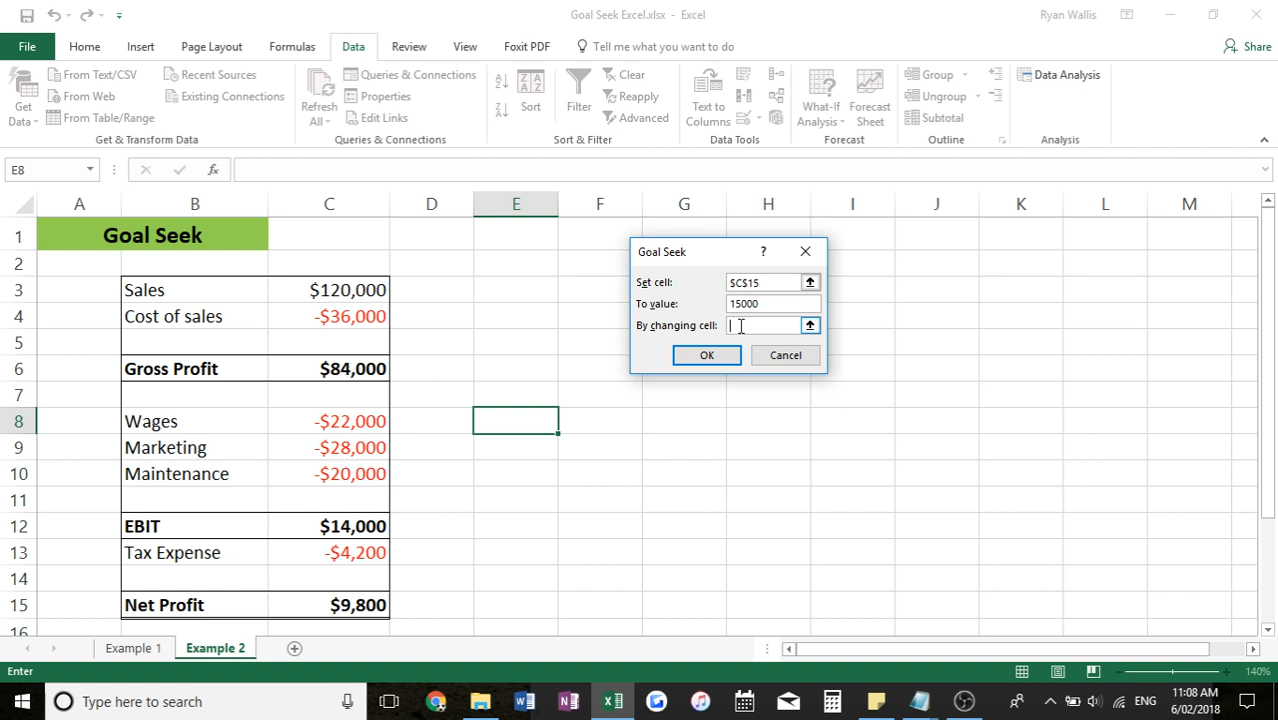 Goal Seek Excel.xlsx - Excel
Ryan Wallis
File Home Insert Page Layout Formulas Data Review View Foxit PDF Tell me what you want to do Share
Get Data
From Text/CSV
From Web
From Table/Range
Recent Sources
Existing Connections
Get & Transform Data
Refresh All
Queries & Connections
Properties
Edit Links
Queries & Connections
Sort
Filter
Clear
Reapply
Advanced
Sort & Filter
Text to Columns
Data Tools
What-If Analysis
Forecast Sheet
Forecast
Group
Ungroup
Subtotal
Outline
Data Analysis
Analysis
E8
fx
A B C D E F G H I J K L M
1 Goal Seek
2
3 Sales $120,000
4 Cost of sales -$36,000
5
6 Gross Profit $84,000
7
8 Wages -$22,000
9 Marketing -$28,000
10 Maintenance -$20,000
11
12 EBIT $14,000
13 Tax Expense -$4,200
14
15 Net Profit $9,800
16
Goal Seek ?
Set cell: $C$15
To value: 15000
By changing cell:
OK Cancel
Example 1 Example 2
Enter
140%
Type here to search
ENG
11:08 AM
6/02/2018